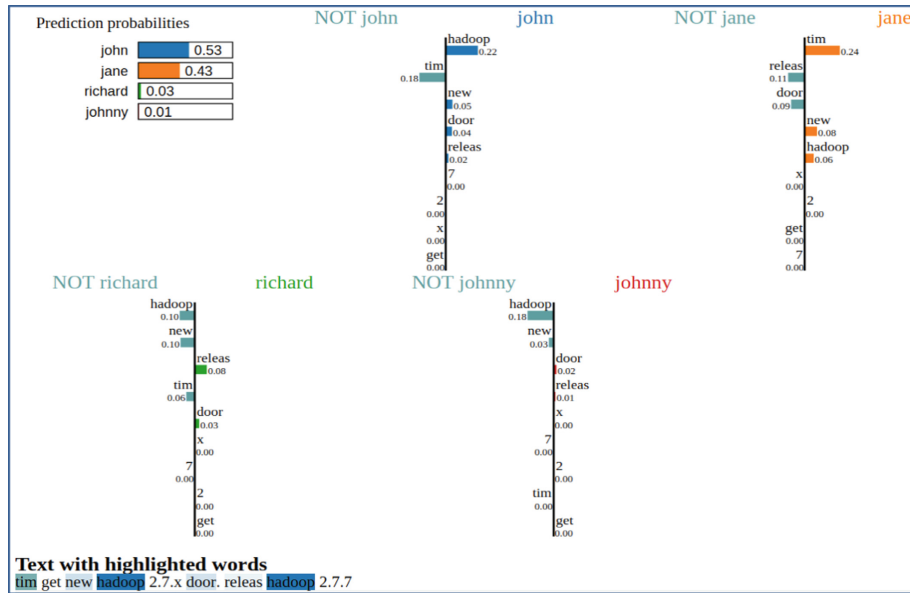 Prediction probabilities
john 0.53
jane 0.43
richard 0.03
johnny 0.01
NOT john john
hadoop
0.22
tim
0.18
new
0.05
door
0.04
releas
0.02
7
0.00
2
0.00
x
0.00
get
0.00
NOT jane jane
tim
0.24
releas
0.11
door
0.09
new
0.08
hadoop
0.06
x
0.00
2
0.00
get
0.00
7
0.00
NOT richard richard
hadoop
0.10
new
0.10
releas
0.08
tim
0.06
door
0.03
x
0.00
7
0.00
2
0.00
get
0.00
NOT johnny johnny
hadoop
0.18
new
0.03
door
0.02
releas
0.01
x
0.00
7
0.00
2
0.00
tim
0.00
get
0.00
Text with highlighted words
tim get new hadoop 2.7.x door. releas hadoop 2.7.7